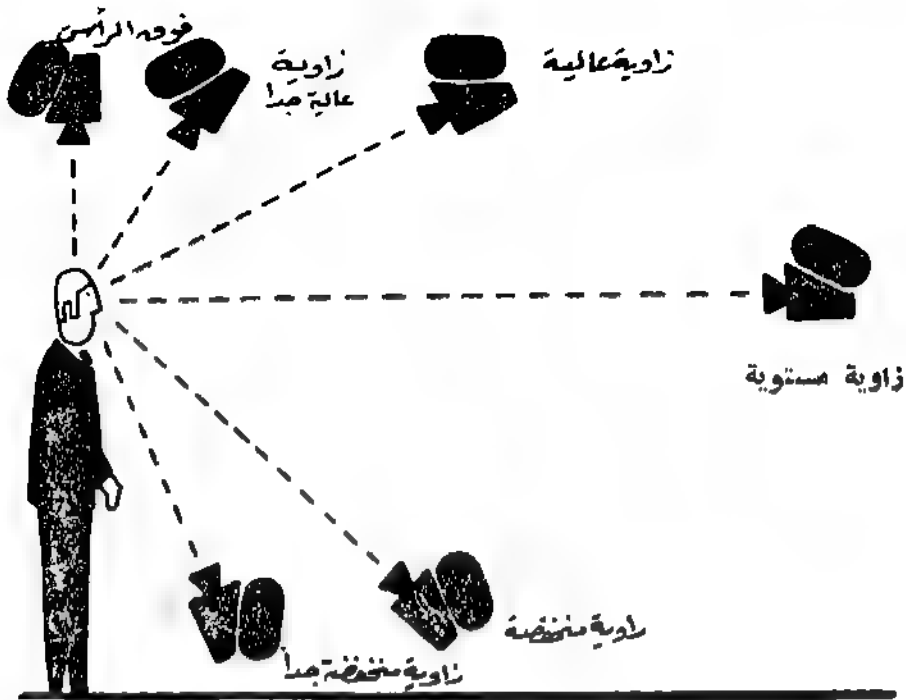 فوق الرأس
زاوية
عالية جدا
زاوية عالية
زاوية مستوية
زاوية منخفضة
زاوية منخفضة جداً